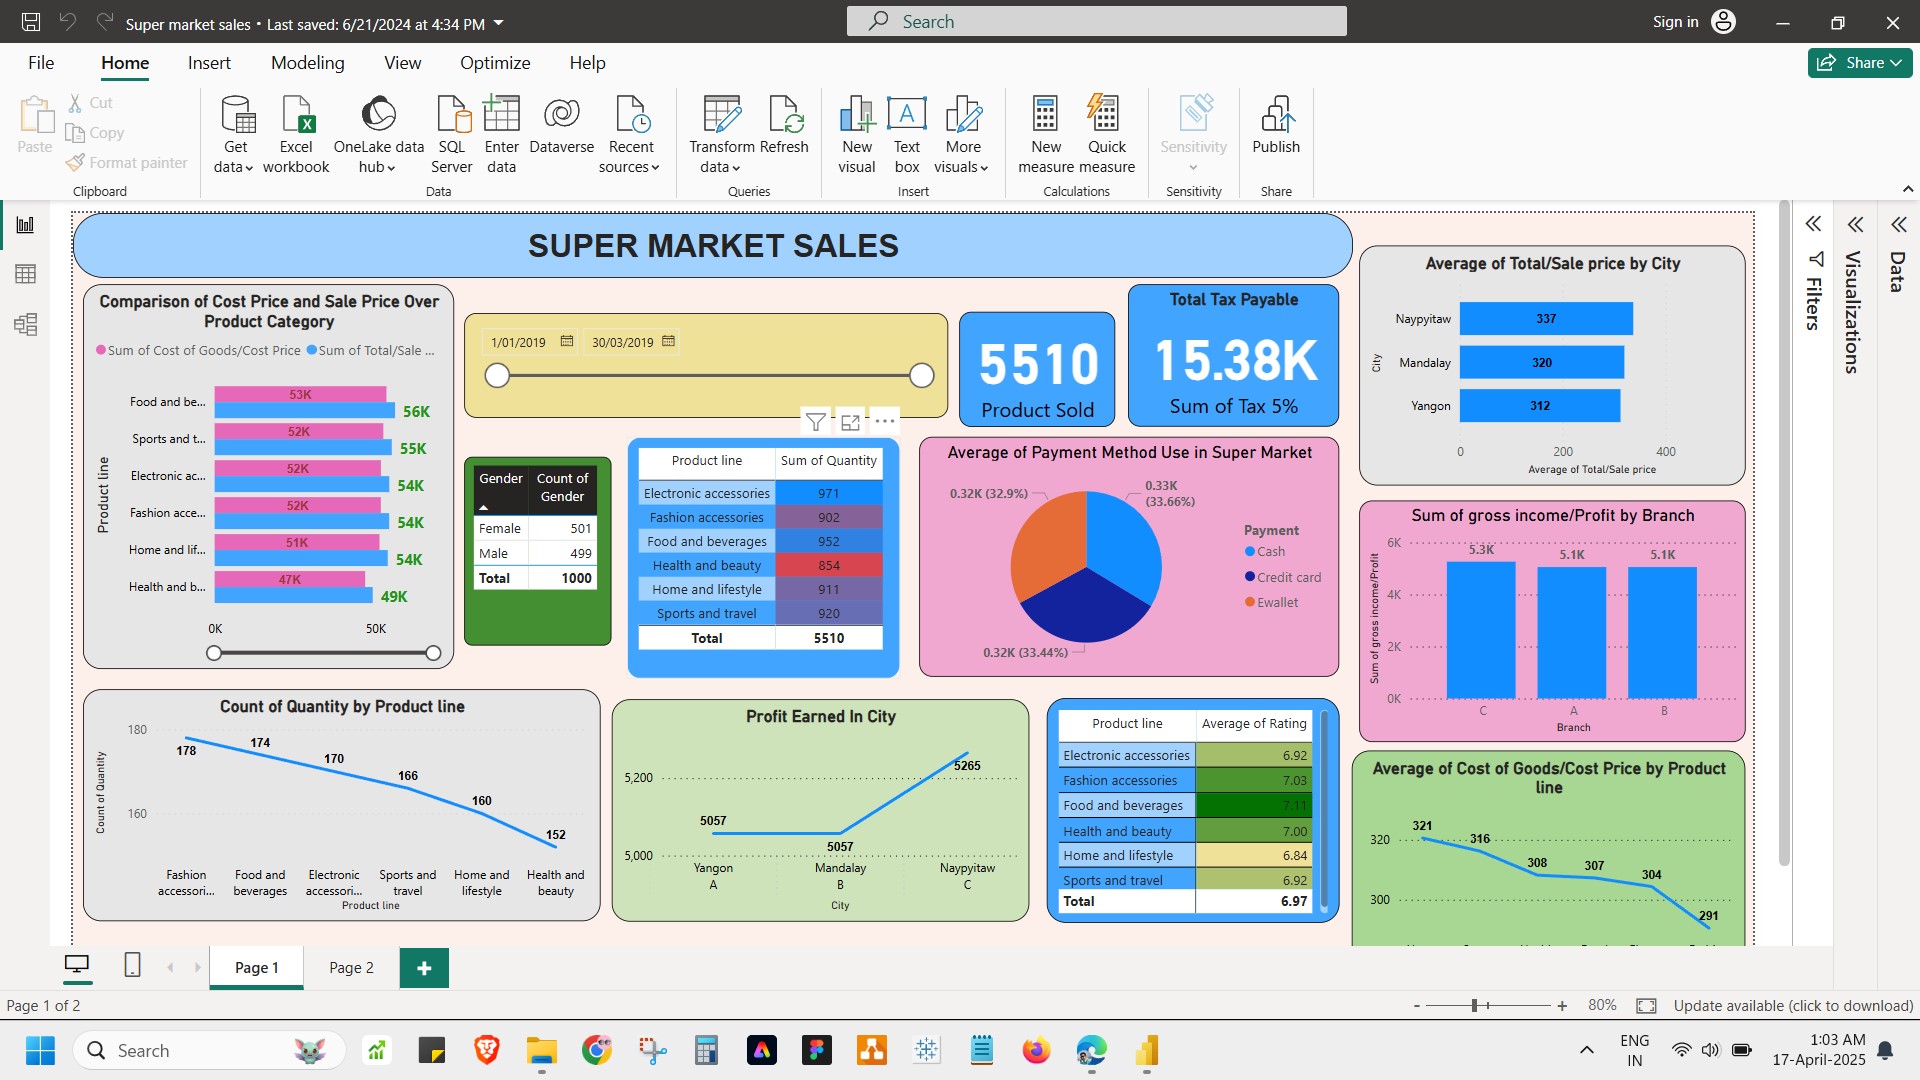 Super market sales • Last saved: 6/21/2024 at 4:34 PM
Search
Sign in
File
Home
Insert
Modeling
View
Optimize
Help
Share
Paste
Cut
Copy
Format painter
Clipboard
Get data
Excel workbook
OneLake data hub
SQL Server
Enter data
Dataverse
Recent sources
Data
Transform data
Refresh
Queries
New visual
Text box
More visuals
Insert
New measure
Quick measure
Calculations
Sensitivity
Sensitivity
Publish
Share
SUPER MARKET SALES
Comparison of Cost Price and Sale Price Over
Product Category
Sum of Cost of Goods/Cost Price
Sum of Total/Sale ...
Product line
Food and be...
53K
56K
Sports and t...
52K
55K
Electronic ac...
52K
54K
Fashion acce...
52K
54K
Home and lif...
51K
54K
Health and b...
47K
49K
0K
50K
1/01/2019
30/03/2019
5510
Product Sold
Total Tax Payable
15.38K
Sum of Tax 5%
Average of Total/Sale price by City
City
Naypyitaw
337
Mandalay
320
Yangon
312
0
200
400
Average of Total/Sale price
Filters
Visualizations
Data
Gender
Count of Gender
Female 501
Male 499
Total 1000
Product line
Sum of Quantity
Electronic accessories 971
Fashion accessories 902
Food and beverages 952
Health and beauty 854
Home and lifestyle 911
Sports and travel 920
Total 5510
Average of Payment Method Use in Super Market
0.32K (32.9%)
0.33K
(33.66%)
0.32K (33.44%)
Payment
Cash
Credit card
Ewallet
Sum of gross income/Profit by Branch
Sum of gross income/Profit
6K
4K
2K
0K
5.3K
5.1K
5.1K
C
A
B
Branch
Count of Quantity by Product line
Count of Quantity
180
160
178
174
170
166
160
152
Fashion accessori...
Food and beverages
Electronic accessori...
Sports and travel
Home and lifestyle
Health and beauty
Product line
Profit Earned In City
5,200
5,000
5057
5057
5265
Yangon
Mandalay
Naypyitaw
A
B
C
City
Product line
Average of Rating
Electronic accessories 6.92
Fashion accessories 7.03
Food and beverages 7.11
Health and beauty 7.00
Home and lifestyle 6.84
Sports and travel 6.92
Total 6.97
Average of Cost of Goods/Cost Price by Product
line
320
300
321
316
308
307
304
291
Page 1
Page 2
+
Page 1 of 2
-
+
80%
Update available (click to download)
Search
ENG
IN
1:03 AM
17-April-2025